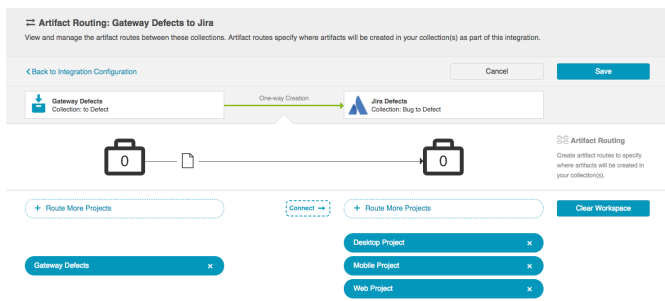 Artifact Routing: Gateway Defects to Jira
View and manage the artifact routes between these collections. Artifact routes specify where artifacts will be created in your collection(s) as part of this integration.
Back to Integration Configuration
Cancel
Save
Gateway Defects
Collection: to Defect
One-way Creation
Jira Defects
Collection: Bug to Defect
0
0
Artifact Routing
Create artifact routes to specify
where artifacts will be created in
your collection(s).
+ Route More Projects
Connect →
+ Route More Projects
Clear Workspace
Desktop Project ×
Gateway Defects ×
Mobile Project ×
Web Project ×